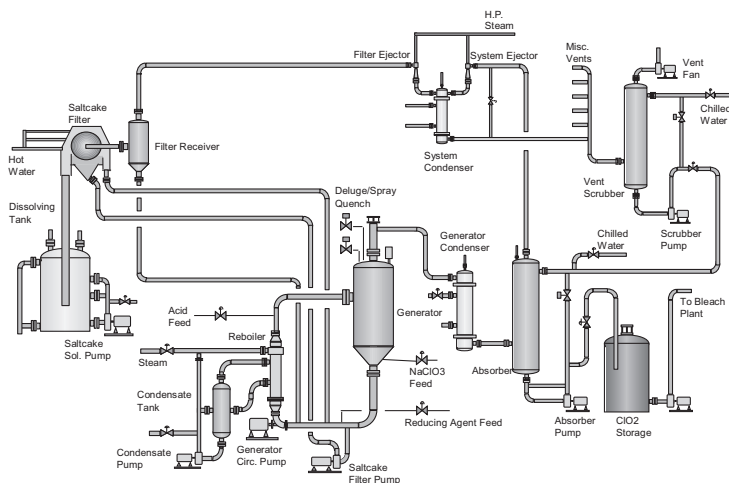 H.P.
Steam
Filter Ejector
System Ejector
Misc.
Vents
Vent
Fan
Saltcake
Filter
Chilled
Water
Filter Receiver
Hot
Water
System
Condenser
Vent
Scrubber
Dissolving
Tank
Deluge/Spray
Quench
Generator
Condenser
Scrubber
Pump
Chilled
Water
To Bleach
Plant
Acid
Feed
Generator
Reboiler
Saltcake
Sol. Pump
Steam
NaClO3
Feed
Absorber
Condensate
Tank
Reducing Agent Feed
Absorber
Pump
ClO2
Storage
Condensate
Pump
Generator
Circ. Pump
Saltcake
Filter Pump